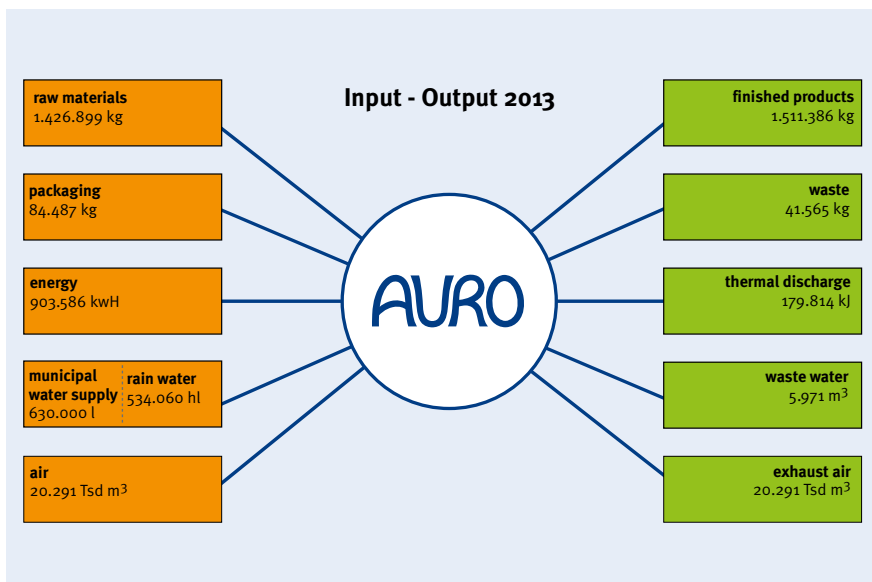 Input - Output 2013
raw materials
1.426.899 kg
packaging
84.487 kg
energy
903.586 kwH
municipal
water supply
630.000 l
rain water
534.060 hl
air
20.291 Tsd m³
AURO
finished products
1.511.386 kg
waste
41.565 kg
thermal discharge
179.814 kJ
waste water
5.971 m³
exhaust air
20.291 Tsd m³